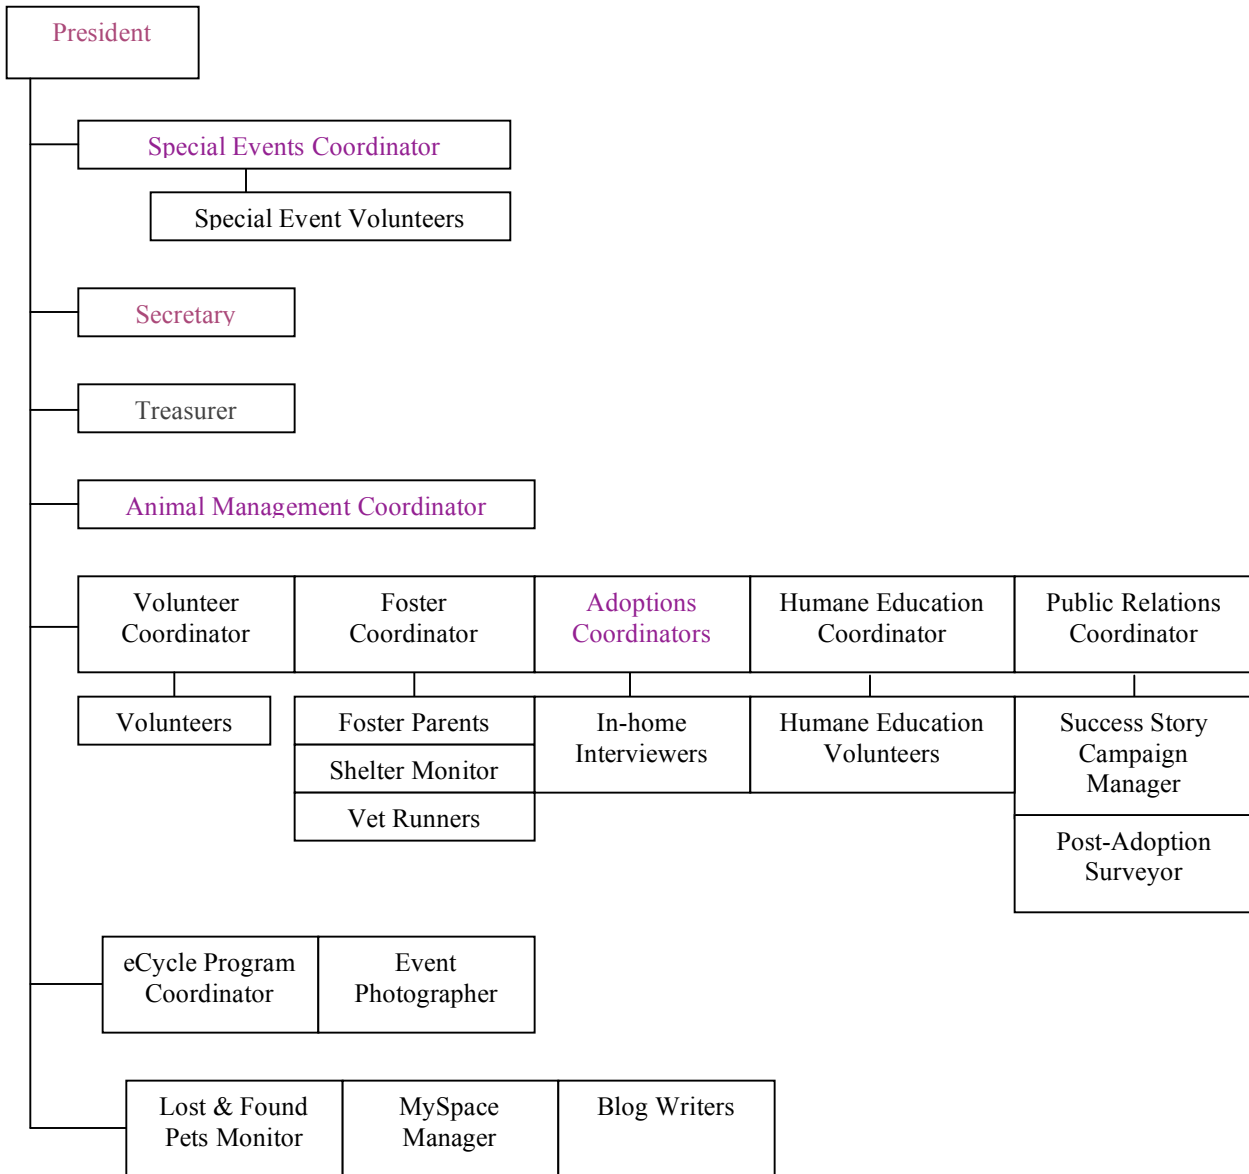 President
Special Events Coordinator
Special Event Volunteers
Secretary
Treasurer
Animal Management Coordinator
Volunteer
Coordinator
Foster
Coordinator
Adoptions
Coordinators
Humane Education
Coordinator
Public Relations
Coordinator
Volunteers
Foster Parents
Shelter Monitor
Vet Runners
In-home
Interviewers
Humane Education
Volunteers
Success Story
Campaign
Manager
Post-Adoption
Surveyor
eCycle Program
Coordinator
Event
Photographer
Lost & Found
Pets Monitor
MySpace
Manager
Blog Writers